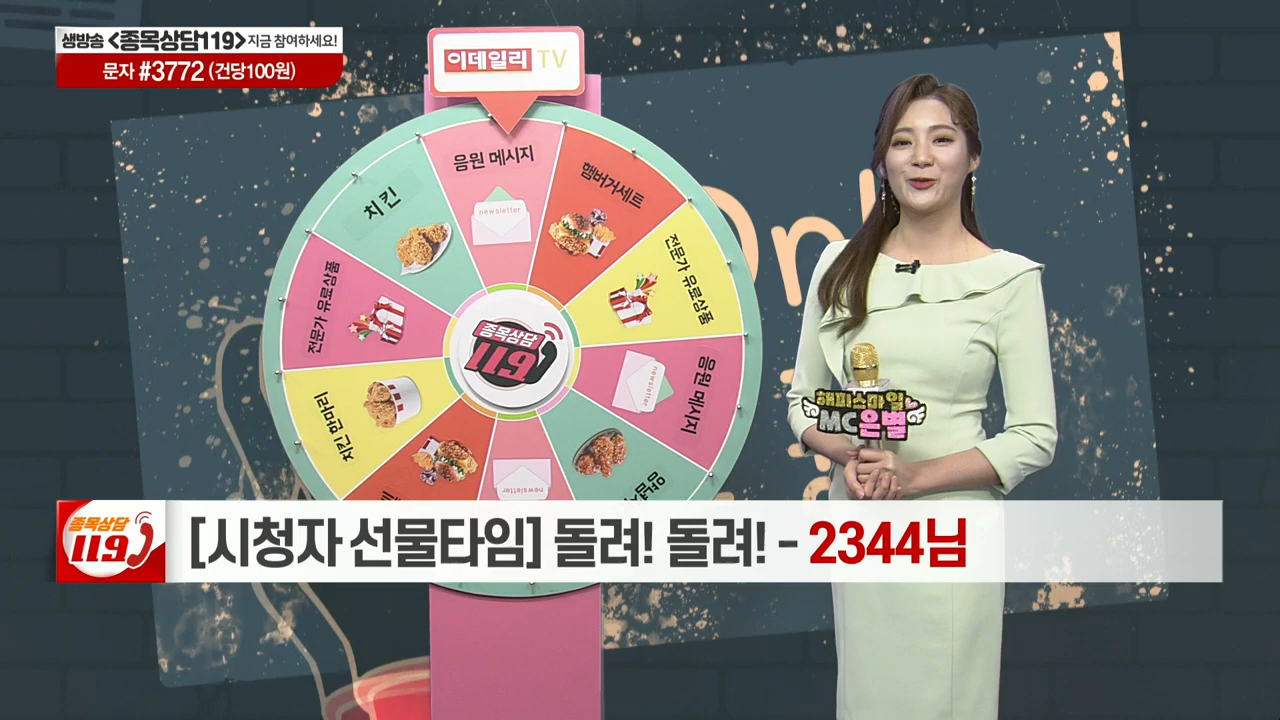 생방송 <종목상담119> 지금 참여하세요!
문자 #3772 (건당100원)
이데일리 TV
응원 메시지
newsletter
햄버거세트
전문가 유료상품
응원 메시지
newsletter
newsletter
치킨 한마리
전문가 유료상품
치킨
종목상담
119
해피스마일
MC은별
종목상담
119
[시청자 선물타임] 돌려! 돌려! - 2344님